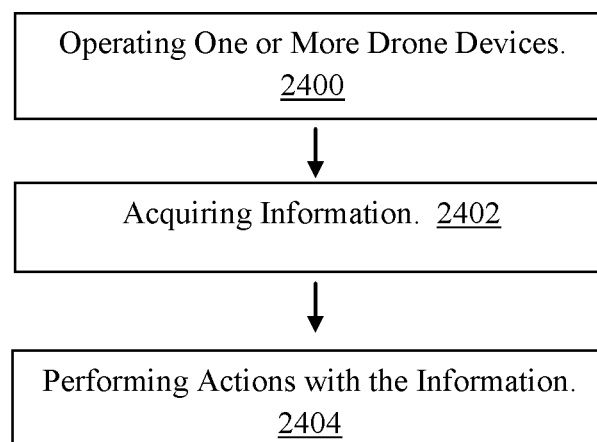 Operating One or More Drone Devices.
2400
Acquiring Information. 2402
Performing Actions with the Information.
2404